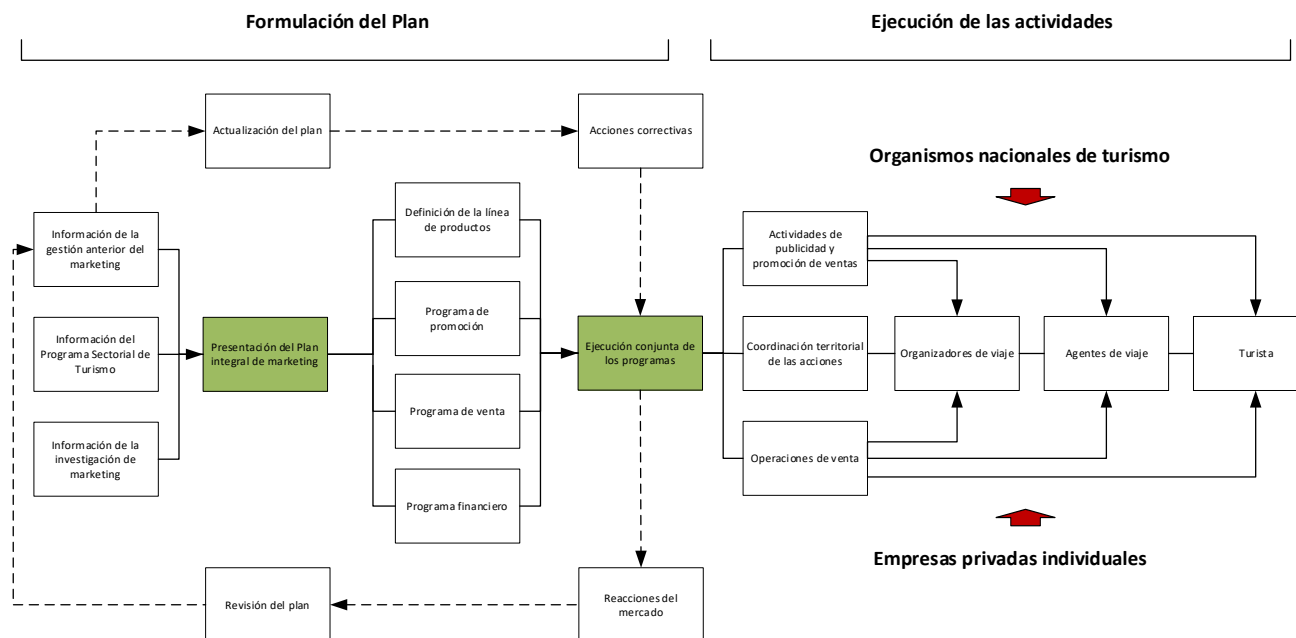 Formulación del Plan
Ejecución de las actividades
Actualización del plan
Acciones correctivas
Organismos nacionales de turismo
Información de la
gestión anterior del
marketing
Definición de la línea
de productos
Actividades de
publicidad y
promoción de ventas
Información del
Programa Sectorial de
Turismo
Presentación del Plan
integral de marketing
Programa de
promoción
Ejecución conjunta de
los programas
Coordinación territorial
de las acciones
Organizadores de viaje
Agentes de viaje
Turista
Programa de venta
Información de la
investigación de
marketing
Operaciones de venta
Programa financiero
Empresas privadas individuales
Revisión del plan
Reacciones del
mercado